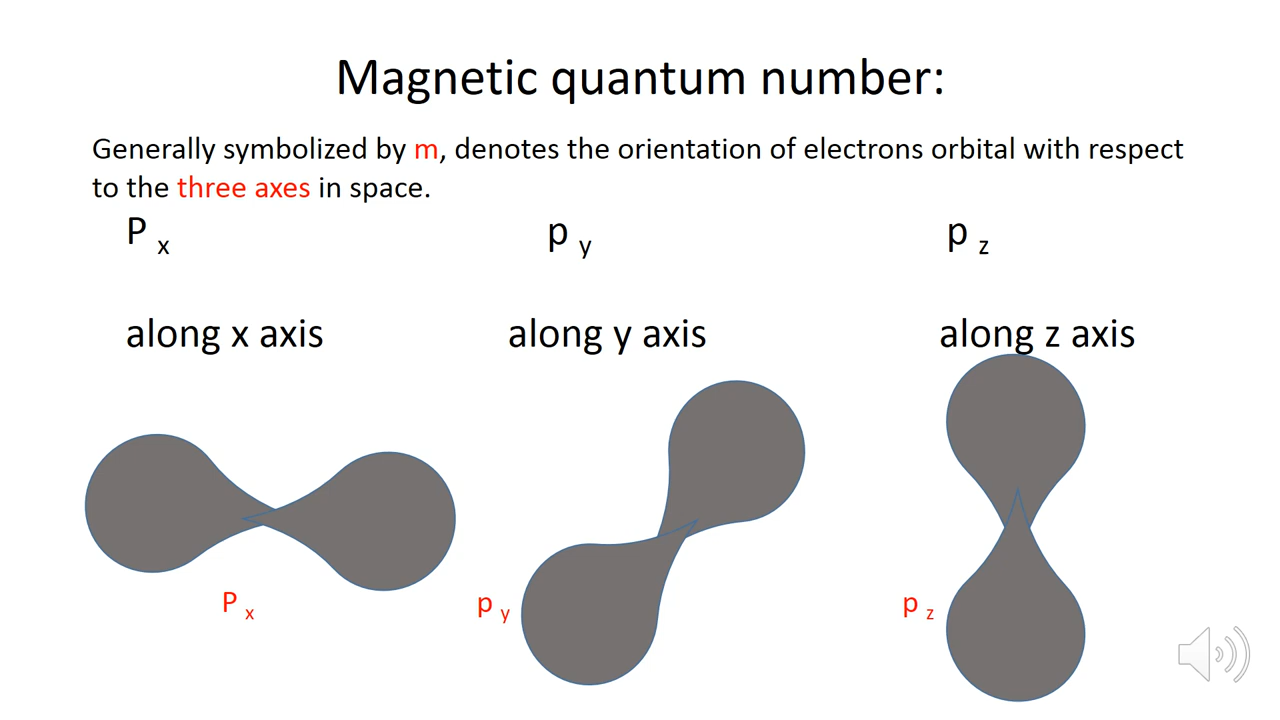 Magnetic quantum number:
Generally symbolized by m, denotes the orientation of electrons orbital with respect
to the three axes in space.
P x p y p z
along x axis along y axis along z axis
P x p y p z